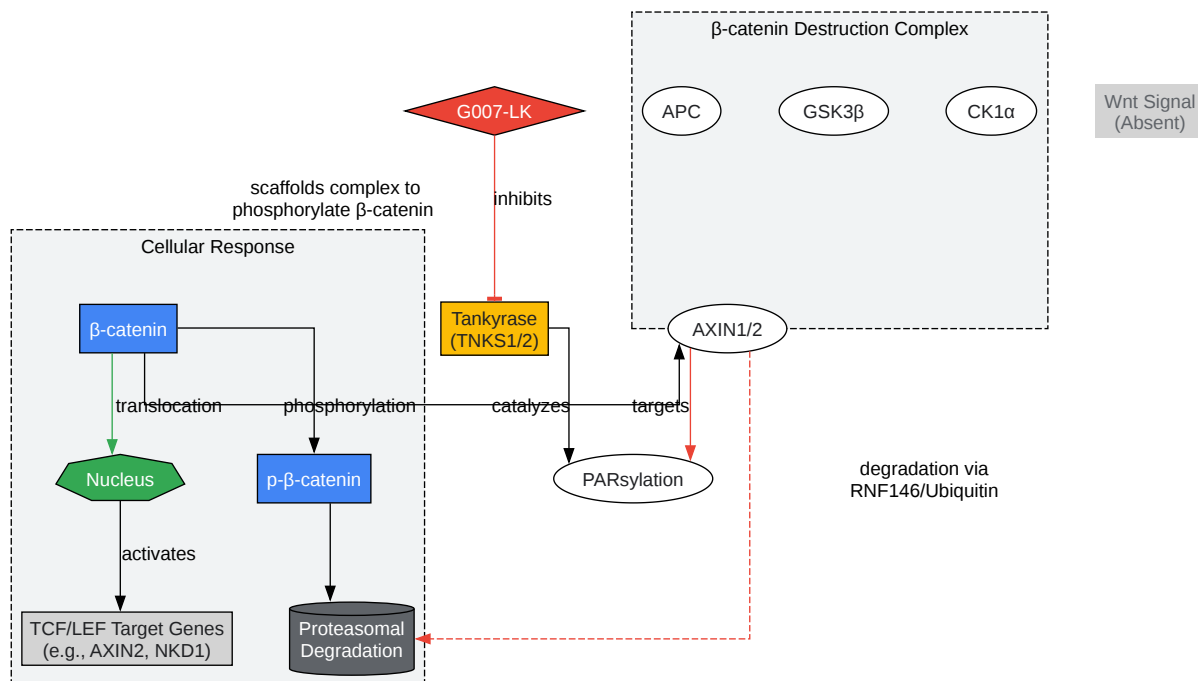 β-catenin Destruction Complex
G007-LK
APC
GSK3β
CK1α
Wnt Signal
(Absent)
scaffolds complex to
phosphorylate β-catenin
inhibits
Cellular Response
β-catenin
Tankyrase
(TNKS1/2)
AXIN1/2
translocation
phosphorylation
catalyzes
targets
Nucleus
p-β-catenin
PARsylation
degradation via
RNF146/Ubiquitin
activates
TCF/LEF Target Genes
(e.g., AXIN2, NKD1)
Proteasomal
Degradation